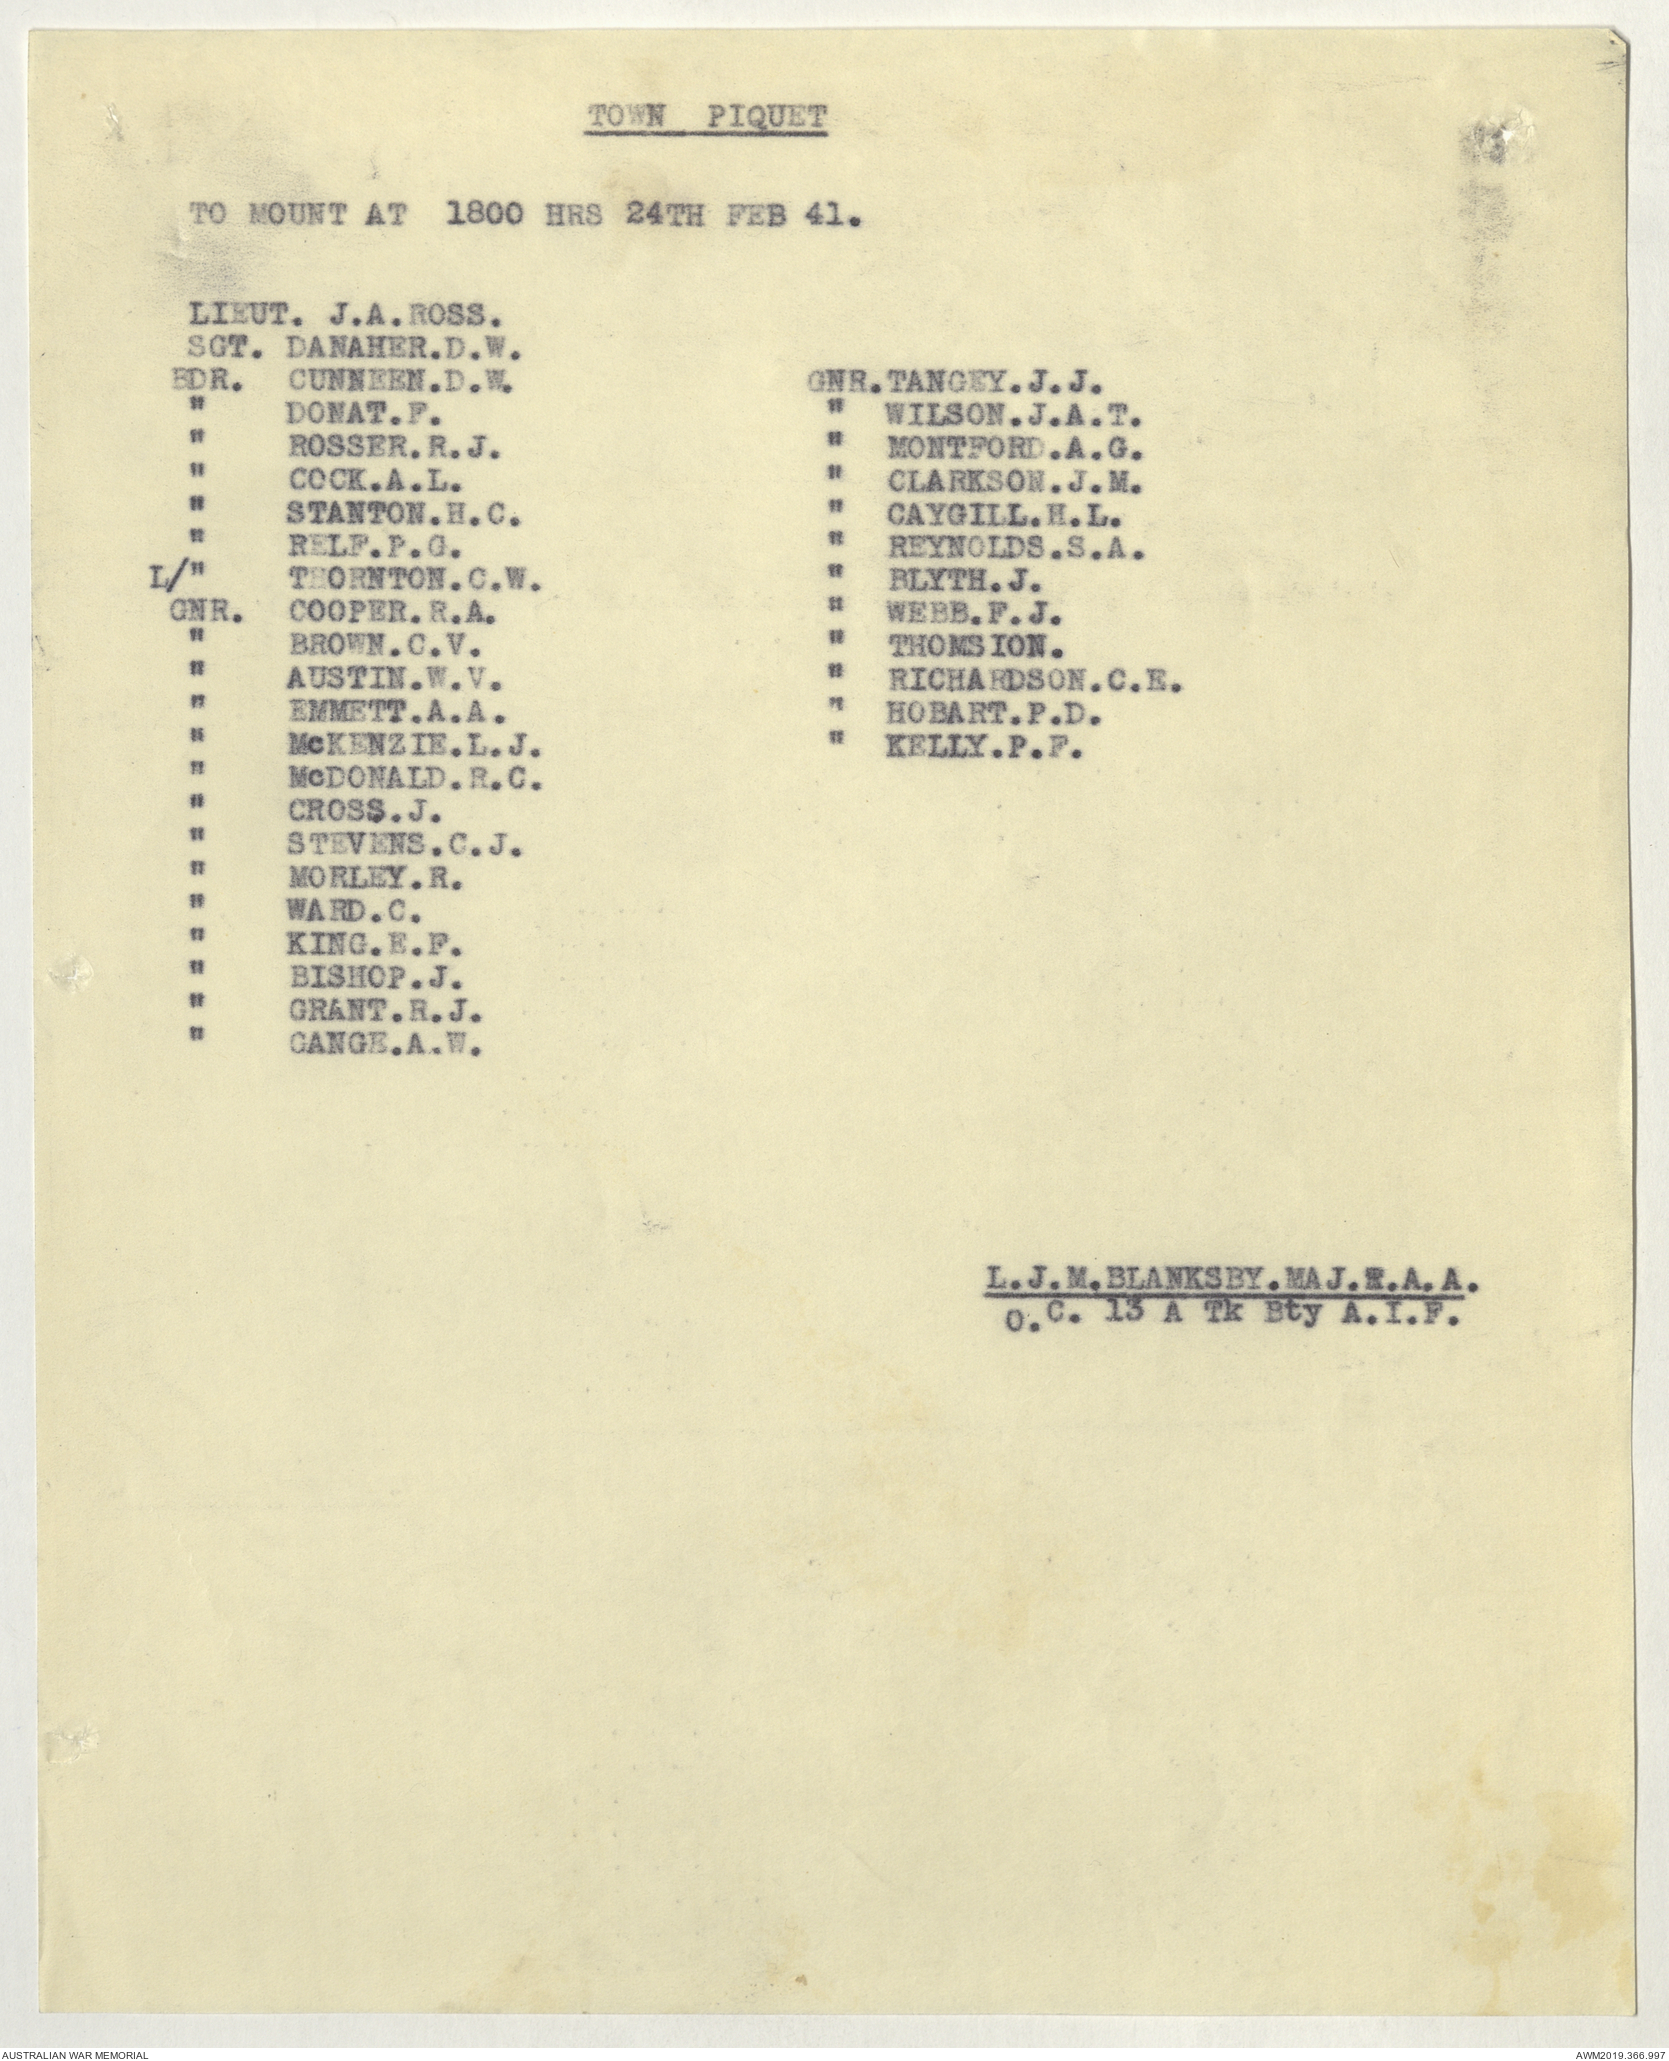 TOWN PIQUET
TO MOUNT AT 1800 HRS 24TH FEB 41.
LIEUT. J.A.ROSS.
SGT. DANAHER.D.W.
BDR. CUNNEEN.D.W.
" DONAT.F.
" ROSSER.R.J.
" COCK.A.L.
" STANTON.H.C.
" RELF.P.G.
L/" THORNTON.C.W.
GNR. COOPER.R.A.
" BROWN.C.V.
" AUSTIN.W.V.
" EMMETT.A.A.
" McKENZIE.L.J.
" McDONALD.R.C.
" CROSS.J.
" STEVENS.C.J.
" MORLEY.R.
" WARD.C.
" KING.E.F.
" BISHOP.J.
" GRANT.R.J.
" GANGE.A.W.
GNR.TANGEY.J.J.
" WILSON.J.A.T.
" MONTFORD.A.G.
" CLARKSON.J.M.
" CAYGILL.H.L.
" REYNOLDS.S.A.
" BLYTH.J.
" WEBB.F.J.
" THOMSION.
" RICHARDSON.C.E.
" HOBART.P.D.
" KELLY.P.F.
L.J.M.BLANKSBY.MAJ.R.A.A.
O.C. 13 A Tk Bty A.I.F.
AUSTRALIAN WAR MEMORIAL
AWM2019.366.997